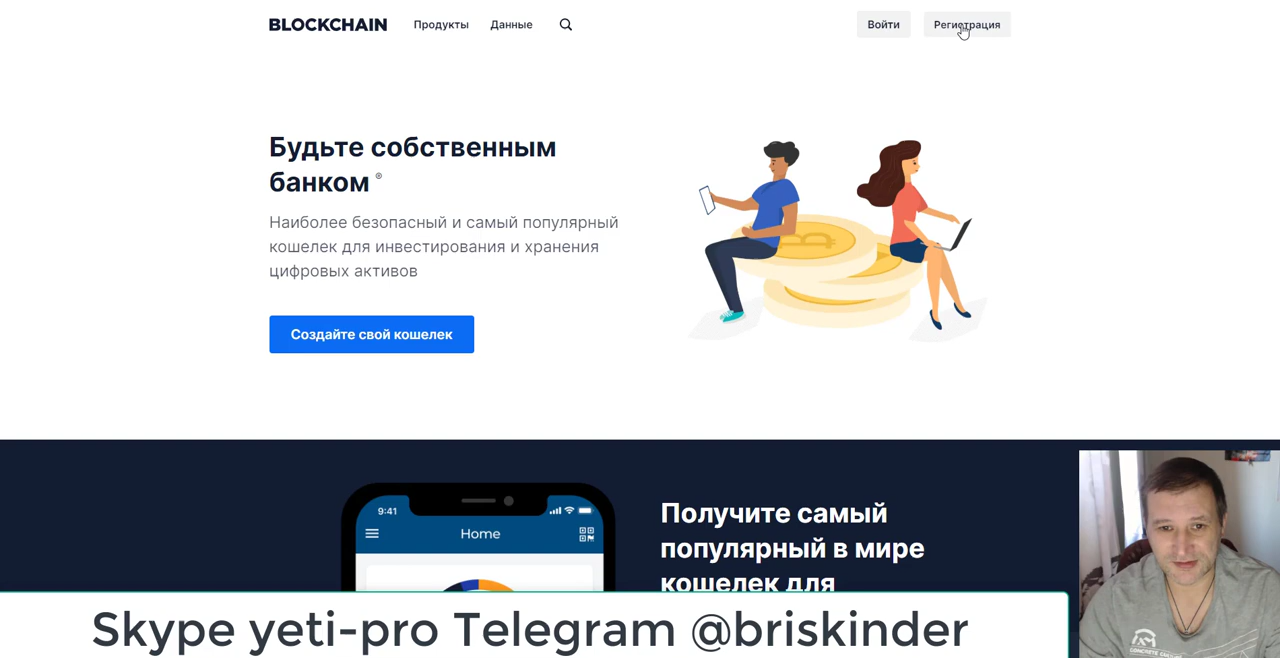 BLOCKCHAIN Продукты Данные Войти Регистрация
Будьте собственным
банком ®
Наиболее безопасный и самый популярный
кошелек для инвестирования и хранения
цифровых активов
Создайте свой кошелек
9:41
Home
Получите самый
популярный в мире
кошелек для
Skype yeti-pro Telegram @briskinder